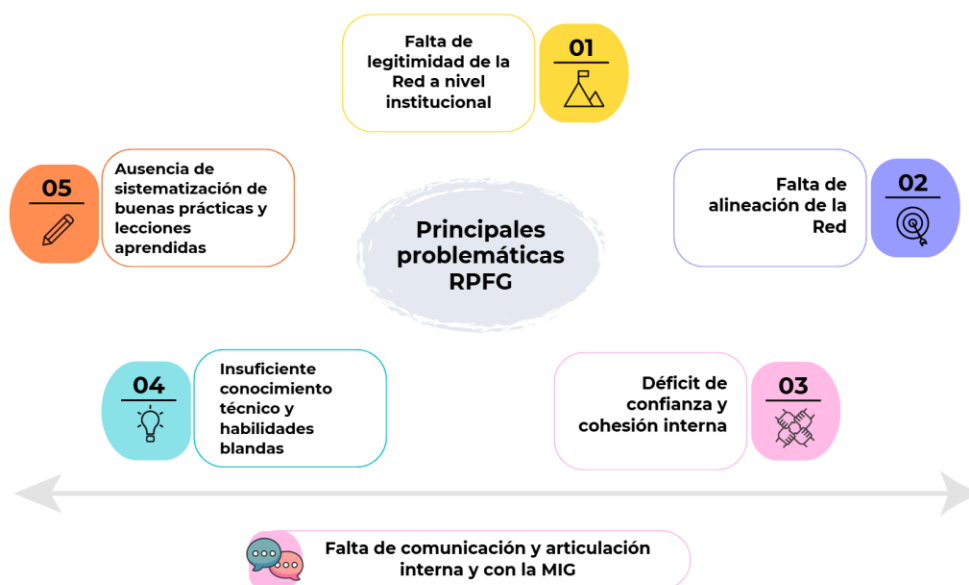 01
Falta de
legitimidad de la
Red a nivel
institucional
02
Falta de
alineación de la
Red
03
Déficit de
confianza y
cohesión interna
04
Insuficiente
conocimiento
técnico y
habilidades
blandas
05
Ausencia de
sistematización de
buenas prácticas y
lecciones
aprendidas
Principales
problemáticas
RPFG
Falta de comunicación y articulación
interna y con la MIG